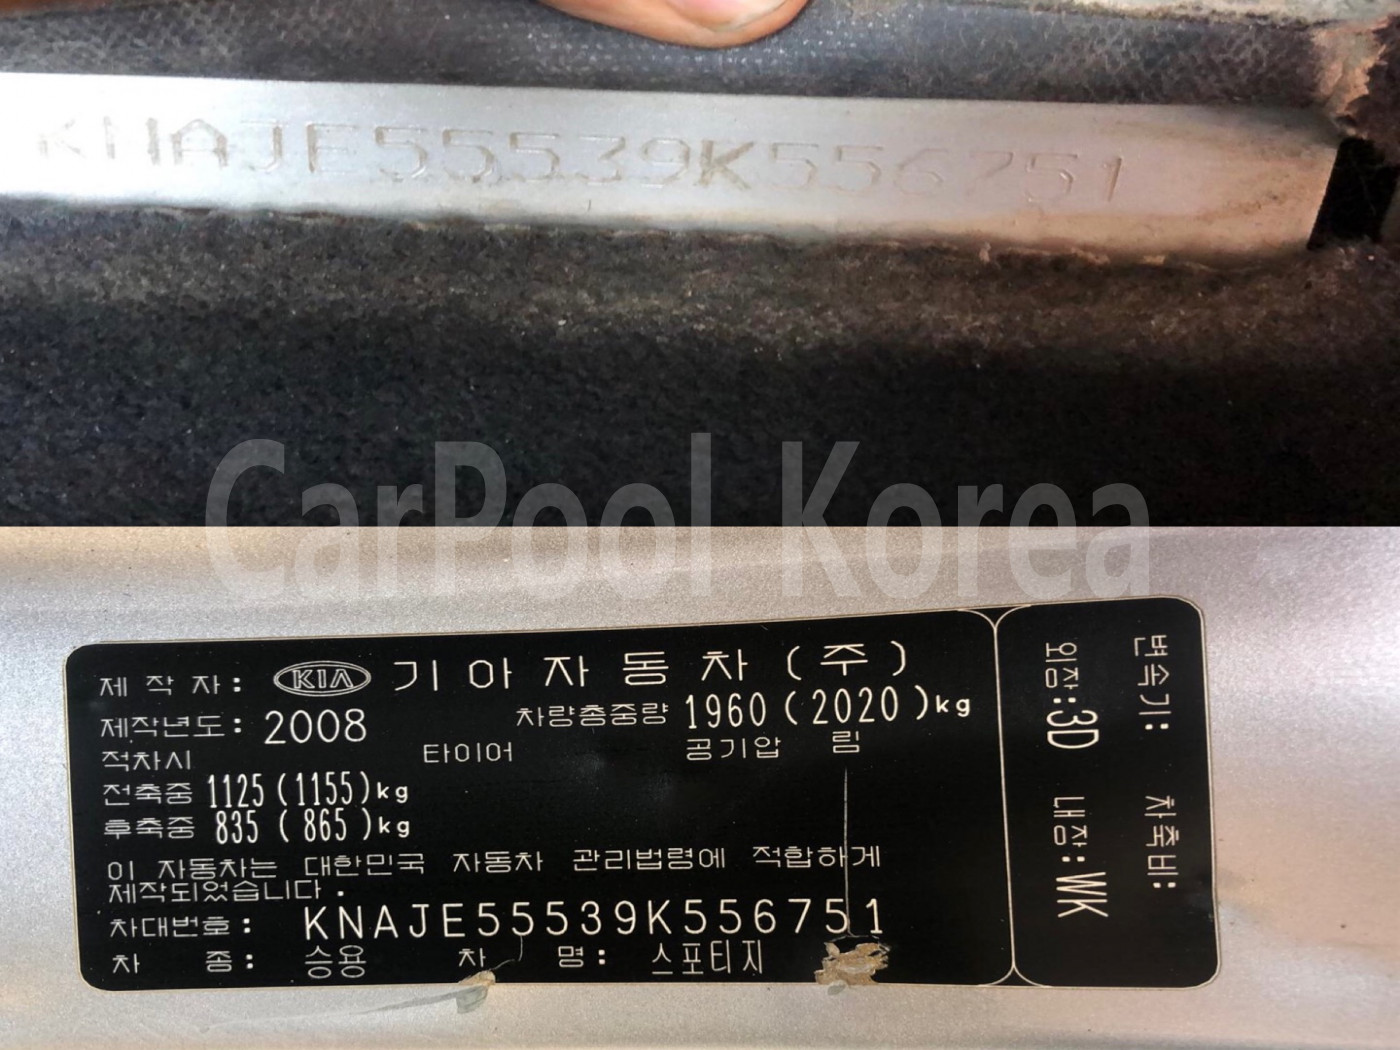 KNAJE55539K556751
CarPool Korea
제 작 자: KIA 기아자동차(주)
제작년도: 2008 차량총중량 1960(2020)kg
적차시 타이어 공기압 림
전축중 1125(1155)kg
후축중 835(865)kg
이 자동차는 대한민국 자동차 관리법령에 적합하게
제작되었습니다.
차대번호: KNAJE55539K556751
차 종: 승용 차 명: 스포티지
변속기: 차축비:
외장:3D 내장:WK